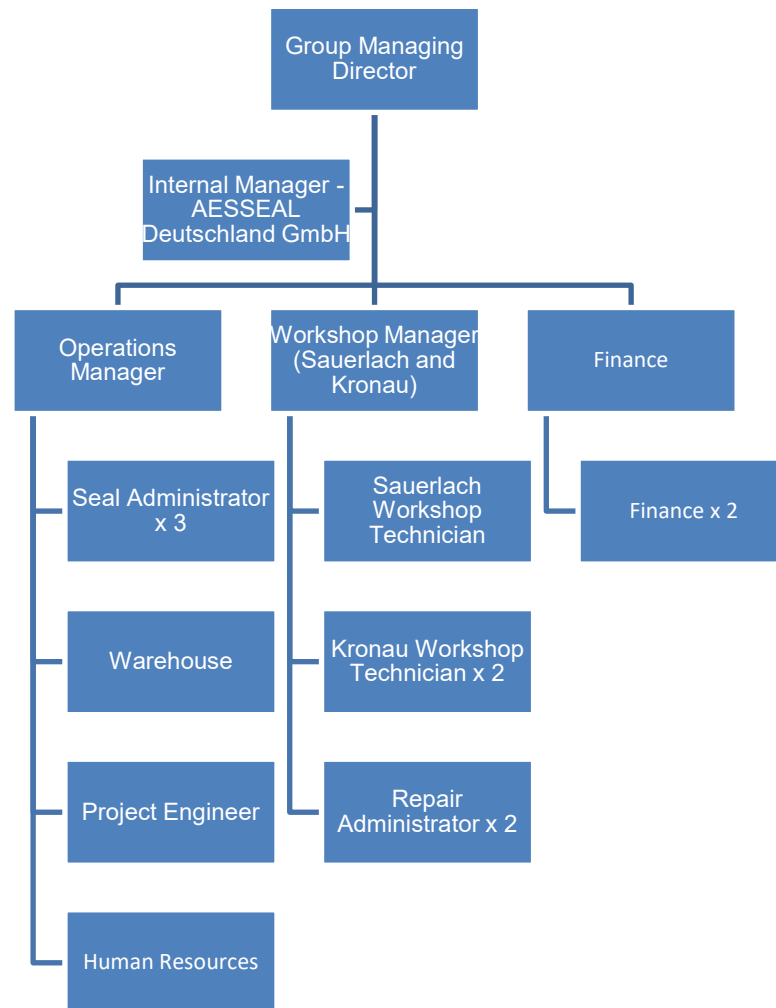 Group Managing
Director
Internal Manager -
AESSEAL
Deutschland GmbH
Operations
Manager
Workshop Manager
(Sauerlach and
Kronau)
Finance
Seal Administrator
x 3
Sauerlach
Workshop
Technician
Finance x 2
Warehouse
Kronau Workshop
Technician x 2
Project Engineer
Repair
Administrator x 2
Human Resources